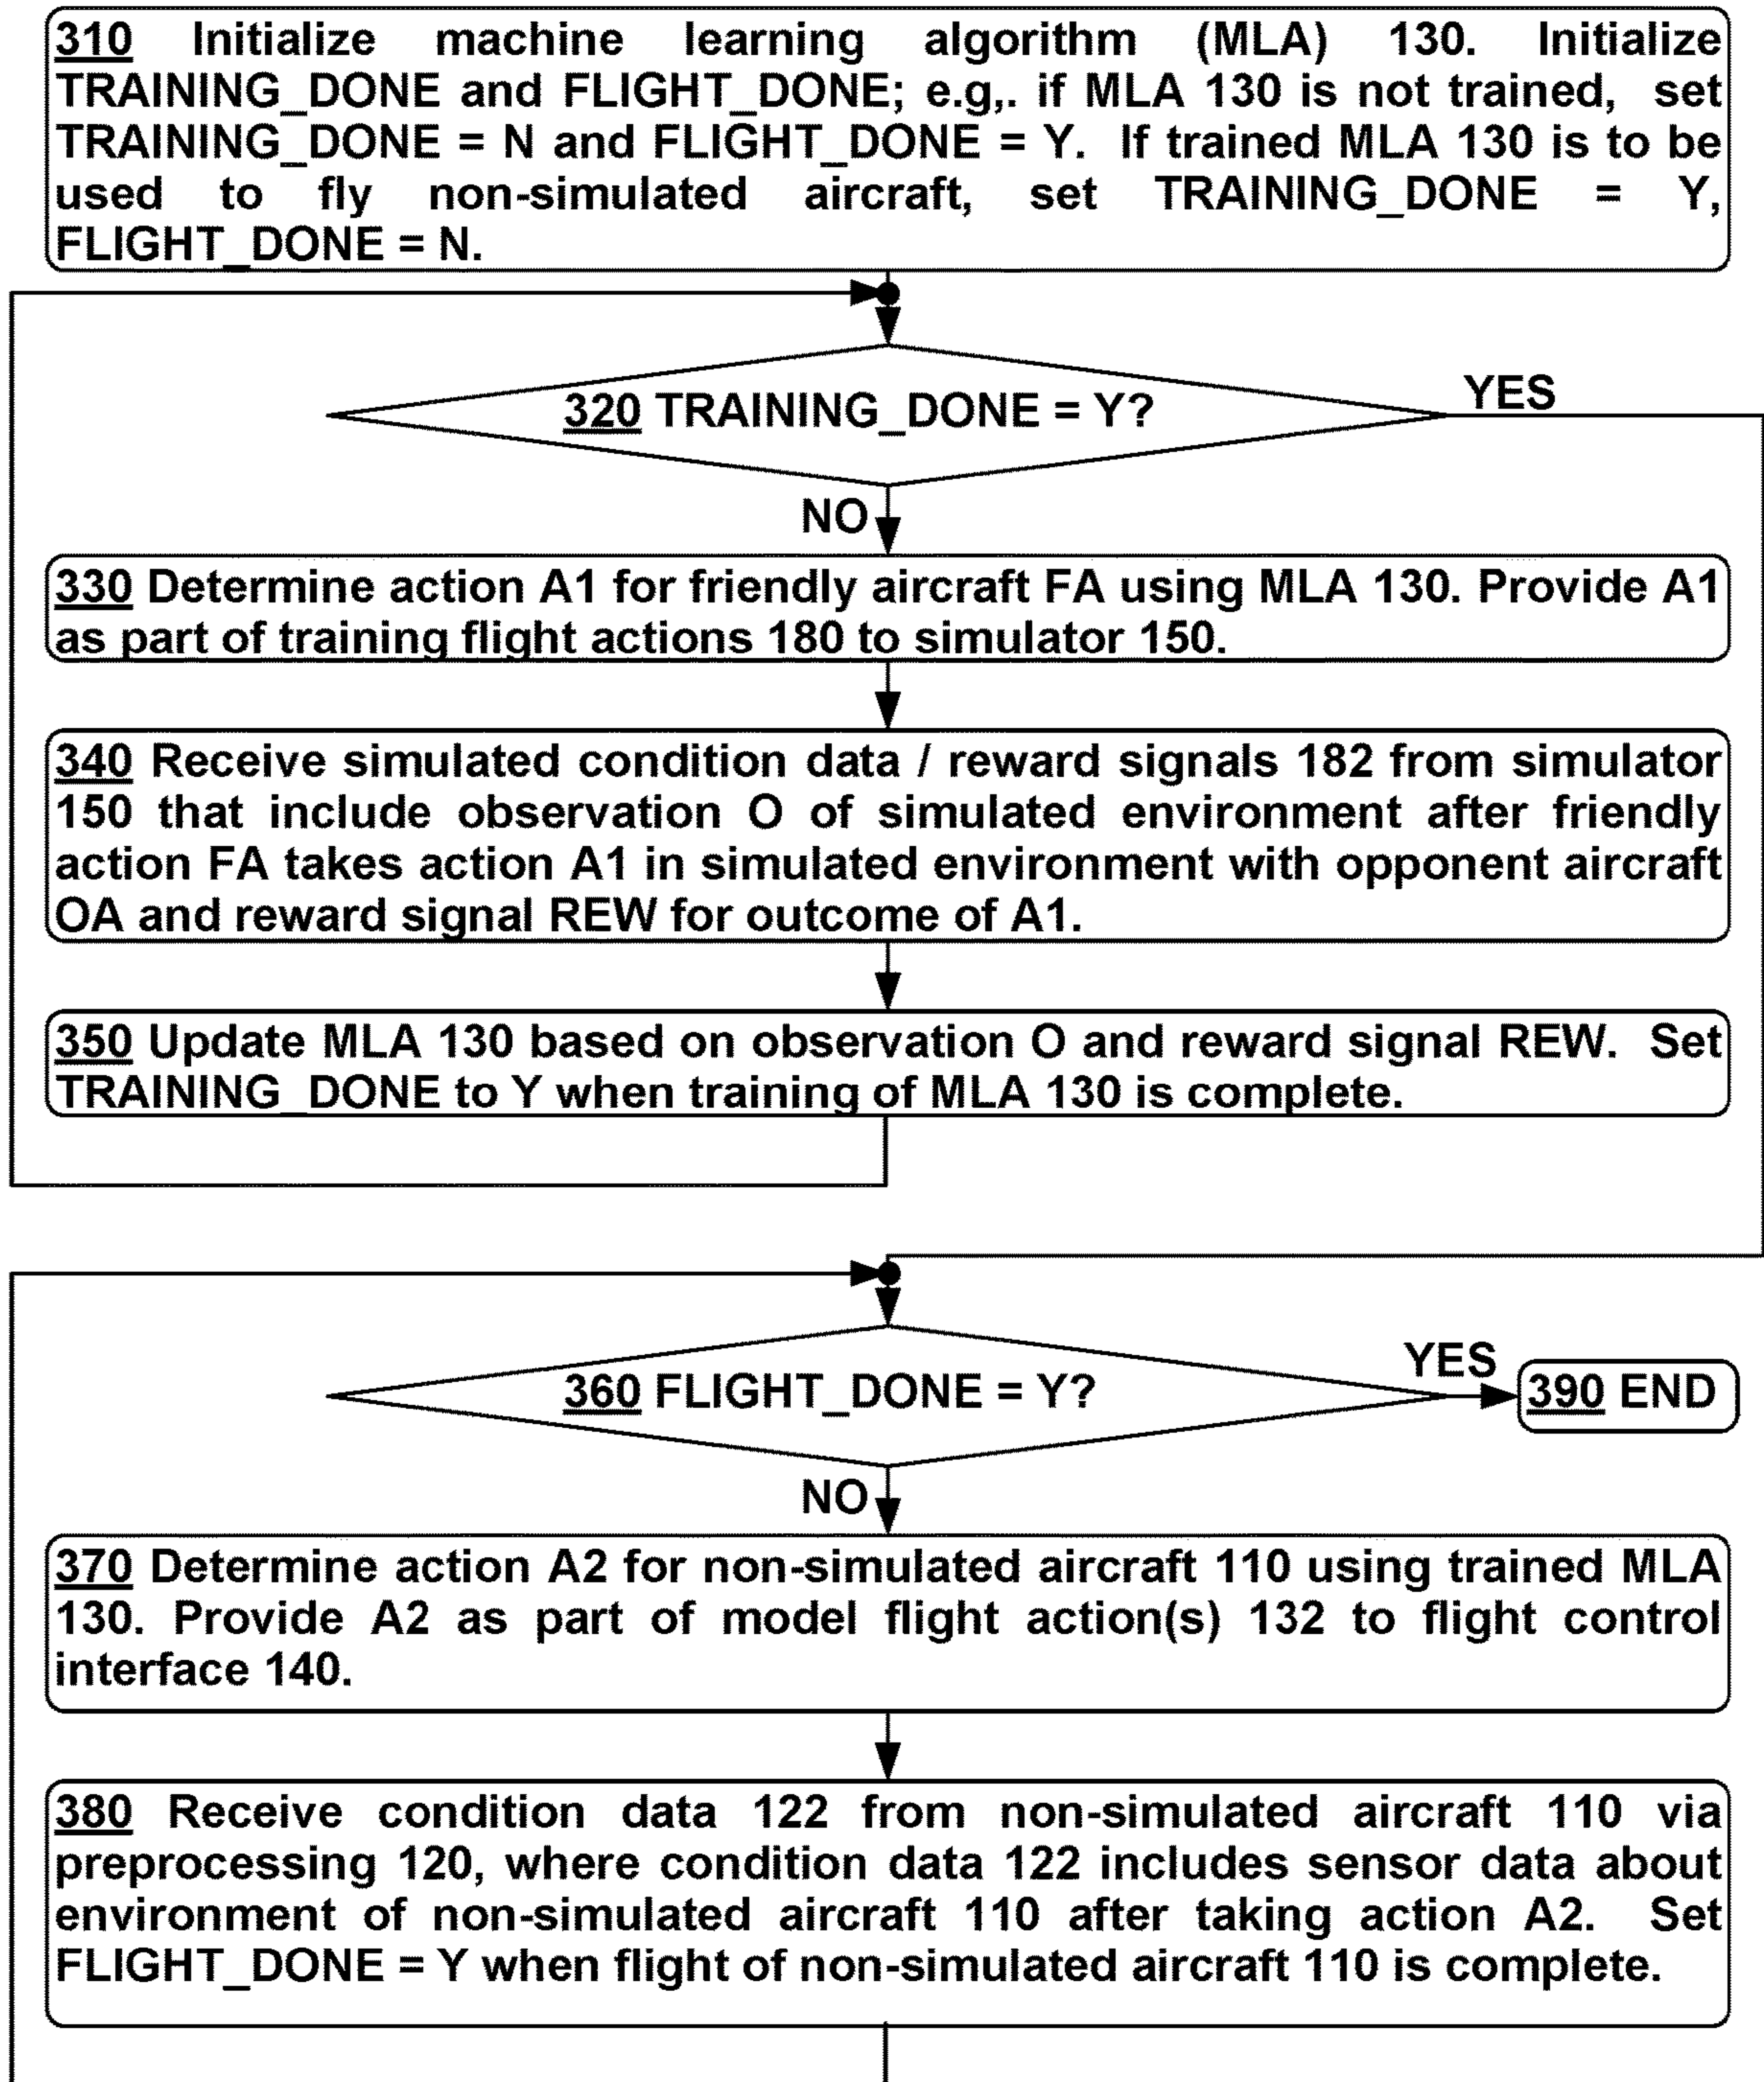 310 Initialize machine learning algorithm (MLA) 130. Initialize
TRAINING_DONE and FLIGHT_DONE; e.g,. if MLA 130 is not trained, set
TRAINING_DONE = N and FLIGHT_DONE = Y. If trained MLA 130 is to be
used to fly non-simulated aircraft, set TRAINING_DONE = Y,
FLIGHT_DONE = N.
320 TRAINING_DONE = Y?
YES
NO
330 Determine action A1 for friendly aircraft FA using MLA 130. Provide A1
as part of training flight actions 180 to simulator 150.
340 Receive simulated condition data / reward signals 182 from simulator
150 that include observation O of simulated environment after friendly
action FA takes action A1 in simulated environment with opponent aircraft
OA and reward signal REW for outcome of A1.
350 Update MLA 130 based on observation O and reward signal REW. Set
TRAINING_DONE to Y when training of MLA 130 is complete.
360 FLIGHT_DONE = Y?
YES
390 END
NO
370 Determine action A2 for non-simulated aircraft 110 using trained MLA
130. Provide A2 as part of model flight action(s) 132 to flight control
interface 140.
380 Receive condition data 122 from non-simulated aircraft 110 via
preprocessing 120, where condition data 122 includes sensor data about
environment of non-simulated aircraft 110 after taking action A2. Set
FLIGHT_DONE = Y when flight of non-simulated aircraft 110 is complete.